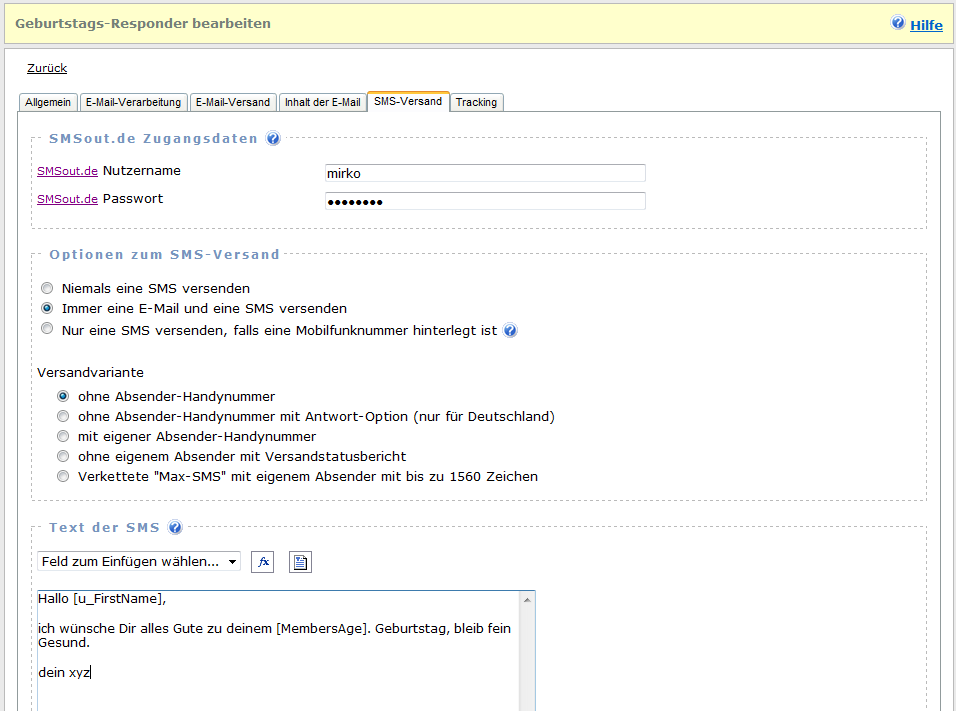 Geburtstags-Responder bearbeiten
Hilfe
Zurück
Allgemein E-Mail-Verarbeitung E-Mail-Versand Inhalt der E-Mail SMS-Versand Tracking
SMSout.de Zugangsdaten
SMSout.de Nutzername mirko
SMSout.de Passwort ••••••••
Optionen zum SMS-Versand
Niemals eine SMS versenden
Immer eine E-Mail und eine SMS versenden
Nur eine SMS versenden, falls eine Mobilfunknummer hinterlegt ist
Versandvariante
ohne Absender-Handynummer
ohne Absender-Handynummer mit Antwort-Option (nur für Deutschland)
mit eigener Absender-Handynummer
ohne eigenem Absender mit Versandstatusbericht
Verkettete "Max-SMS" mit eigenem Absender mit bis zu 1560 Zeichen
Text der SMS
Feld zum Einfügen wählen... fx
Hallo [u_FirstName],
ich wünsche Dir alles Gute zu deinem [MembersAge]. Geburtstag, bleib fein
Gesund.
dein xyz